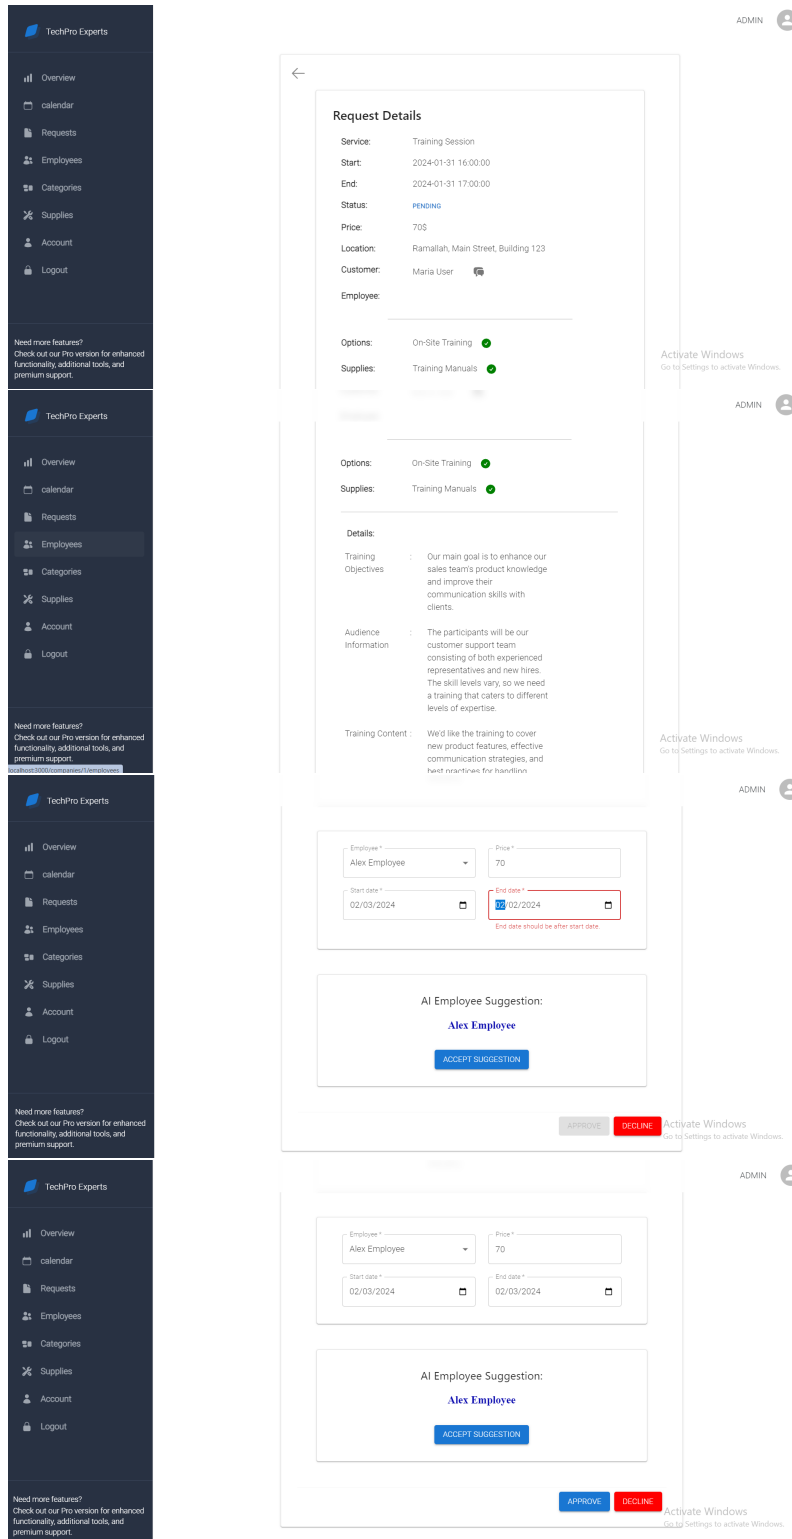 TechPro Experts
ADMIN
Overview
calendar
Requests
Employees
Categories
Supplies
Account
Logout
Need more features?
Check out our Pro version for enhanced
functionality, additional tools, and
premium support.
Request Details
Service: Training Session
Start: 2024-01-31 16:00:00
End: 2024-01-31 17:00:00
Status: PENDING
Price: 70$
Location: Ramallah, Main Street, Building 123
Customer: Maria User
Employee:
Options: On-Site Training
Supplies: Training Manuals
Activate Windows
Go to Settings to activate Windows.
TechPro Experts
ADMIN
Overview
calendar
Requests
Employees
Categories
Supplies
Account
Logout
Need more features?
Check out our Pro version for enhanced
functionality, additional tools, and
premium support.
localhost:3000/companies/1/employees
Options: On-Site Training
Supplies: Training Manuals
Details:
Training Objectives : Our main goal is to enhance our
sales team's product knowledge
and improve their
communication skills with
clients.
Audience Information : The participants will be our
customer support team
consisting of both experienced
representatives and new hires.
The skill levels vary, so we need
a training that caters to different
levels of expertise.
Training Content : We'd like the training to cover
new product features, effective
communication strategies, and
best practices for handling
Activate Windows
Go to Settings to activate Windows.
TechPro Experts
ADMIN
Overview
calendar
Requests
Employees
Categories
Supplies
Account
Logout
Need more features?
Check out our Pro version for enhanced
functionality, additional tools, and
premium support.
Employee *
Alex Employee
Price *
70
Start date *
02/03/2024
End date *
02/02/2024
End date should be after start date.
AI Employee Suggestion:
Alex Employee
ACCEPT SUGGESTION
APPROVE
DECLINE
Activate Windows
Go to Settings to activate Windows.
TechPro Experts
ADMIN
Overview
calendar
Requests
Employees
Categories
Supplies
Account
Logout
Need more features?
Check out our Pro version for enhanced
functionality, additional tools, and
premium support.
Employee *
Alex Employee
Price *
70
Start date *
02/03/2024
End date *
02/03/2024
AI Employee Suggestion:
Alex Employee
ACCEPT SUGGESTION
APPROVE
DECLINE
Activate Windows
Go to Settings to activate Windows.